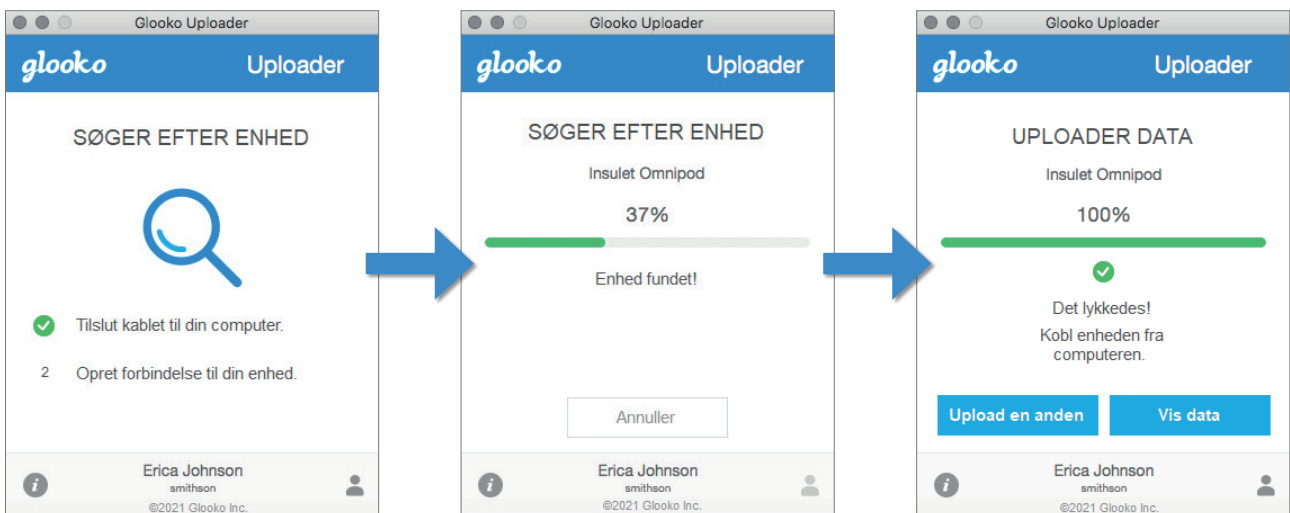 Glooko Uploader
glooko Uploader
SØGER EFTER ENHED
Tilslut kablet til din computer.
2 Opret forbindelse til din enhed.
Erica Johnson
smithson
©2021 Glooko Inc.
Glooko Uploader
glooko Uploader
SØGER EFTER ENHED
Insulet Omnipod
37%
Enhed fundet!
Annuller
Erica Johnson
smithson
©2021 Glooko Inc.
Glooko Uploader
glooko Uploader
UPLOADER DATA
Insulet Omnipod
100%
Det lykkedes!
Kobl enheden fra
computeren.
Upload en anden Vis data
Erica Johnson
smithson
©2021 Glooko Inc.